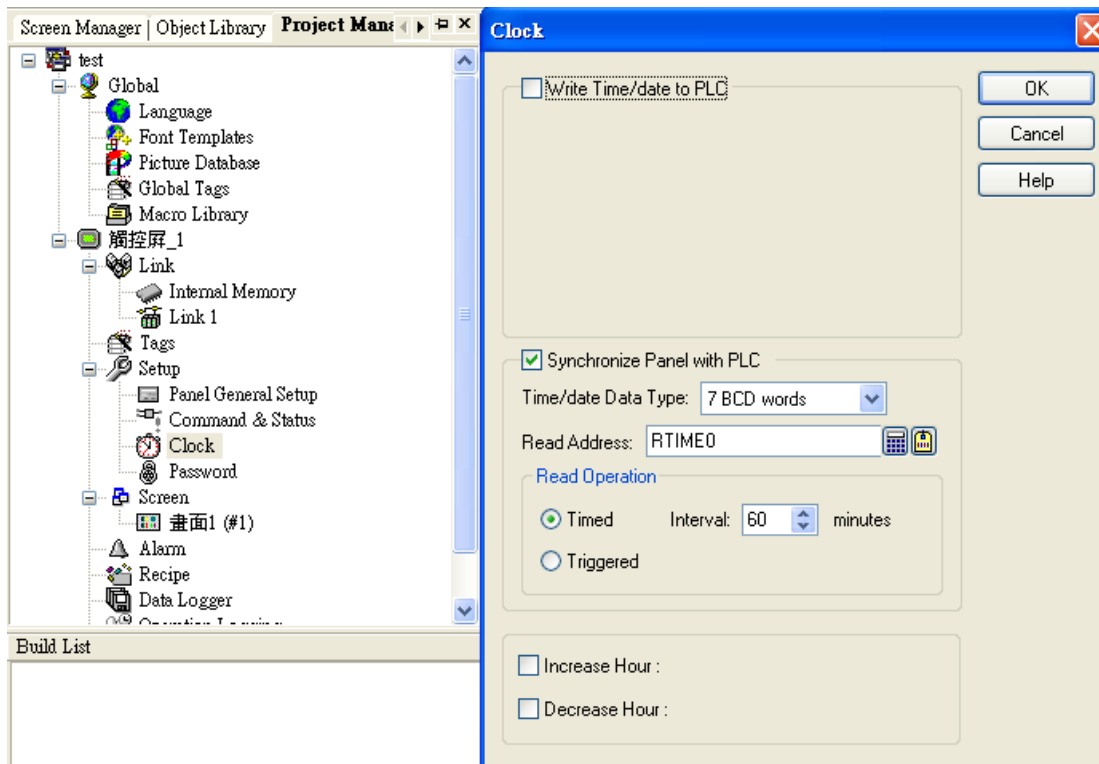 Screen Manager | Object Library Project Mana
test
Global
Language
Font Templates
Picture Database
Global Tags
Macro Library
觸控屏_1
Link
Internal Memory
Link 1
Tags
Setup
Panel General Setup
Command & Status
Clock
Password
Screen
畫面1 (#1)
Alarm
Recipe
Data Logger
Build List
Clock
Write Time/date to PLC
OK
Cancel
Help
Synchronize Panel with PLC
Time/date Data Type: 7 BCD words
Read Address: RTIME0
Read Operation
Timed Interval: 60 minutes
Triggered
Increase Hour :
Decrease Hour :